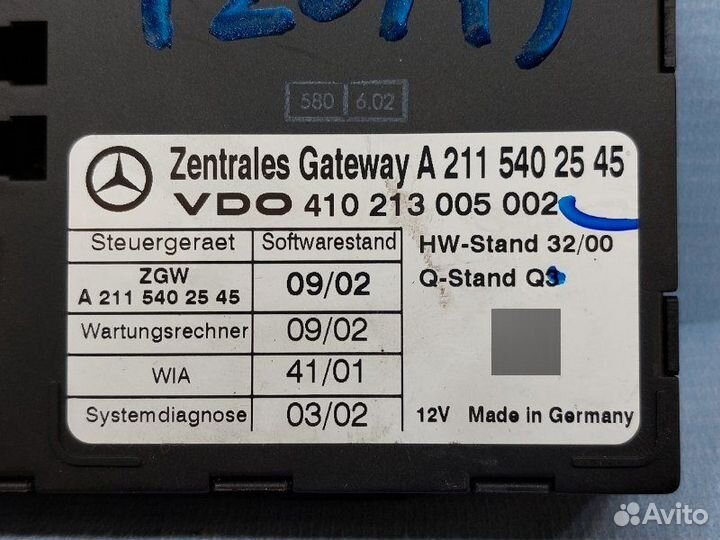 580 6.02
Zentrales Gateway A 211 540 25 45
VDO 410 213 005 002
Steuergeraet Softwarestand
HW-Stand 32/00
ZGW
A 211 540 25 45 09/02
Q-Stand Q3
Wartungsrechner 09/02
WIA 41/01
Systemdiagnose 03/02
12V Made in Germany
Avito